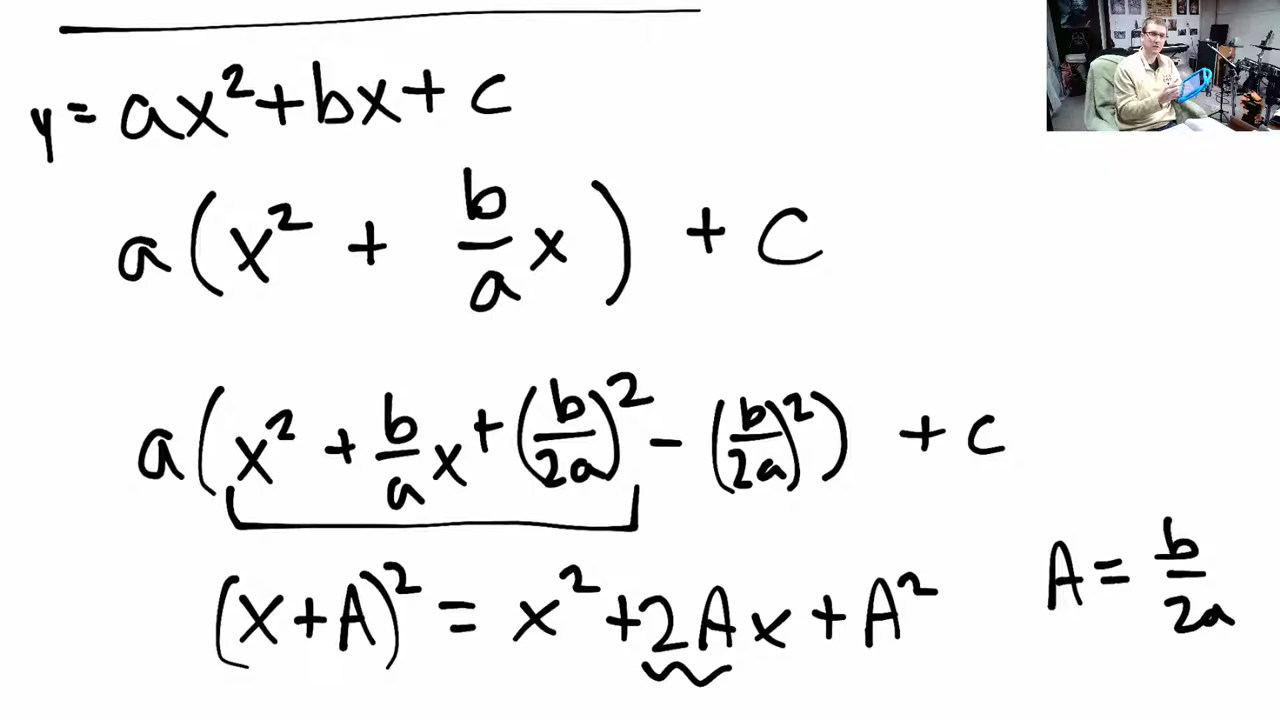 y = ax² + bx + c
a(x² + b/a x) + c
a(x² + b/a x + (b/2a)² - (b/2a)²) + c
(x + A)² = x² + 2Ax + A²
A = b/2a